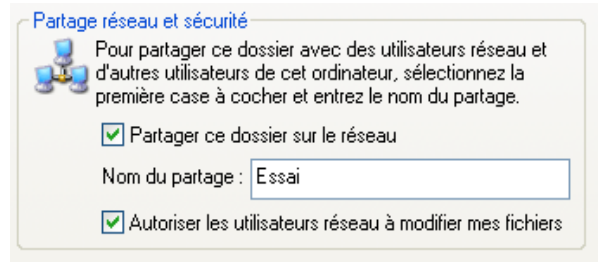 Partage réseau et sécurité
Pour partager ce dossier avec des utilisateurs réseau et
d'autres utilisateurs de cet ordinateur, sélectionnez la
première case à cocher et entrez le nom du partage.
Partager ce dossier sur le réseau
Nom du partage : Essai
Autoriser les utilisateurs réseau à modifier mes fichiers